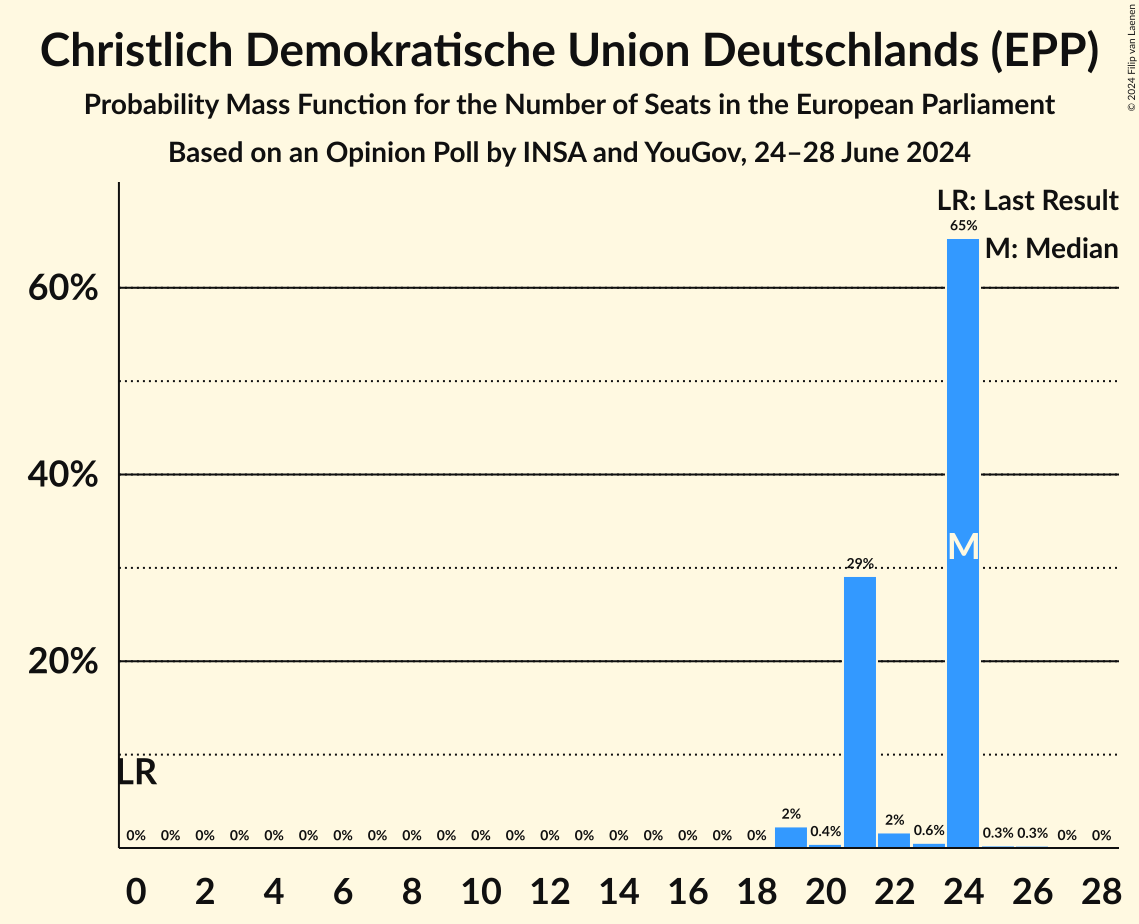 Christlich Demokratische Union Deutschlands (EPP)
Probability Mass Function for the Number of Seats in the European Parliament
Based on an Opinion Poll by INSA and YouGov, 24–28 June 2024
© 2024 Filip van Laenen
LR: Last Result
65%
M: Median
60%
40%
M
29%
20%
LR
0% 0% 0% 0% 0% 0% 0% 0% 0% 0% 0% 0% 0% 0% 0% 0% 0% 0% 0% 2% 0.4% 2% 0.6% 0.3% 0.3% 0% 0%
0 2 4 6 8 10 12 14 16 18 20 22 24 26 28